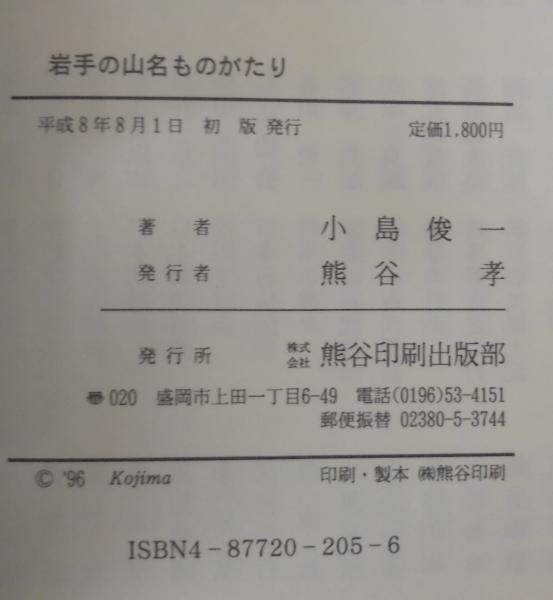 岩手の山名ものがたり
平成8年8月1日 初 版 発行 定価1,800円
著 者 小 島 俊 一
発 行 者 熊 谷 孝
発 行 所 株式会社 熊谷印刷出版部
〠020 盛岡市上田一丁目6-49 電話(0196)53-4151
郵便振替 02380-5-3744
© '96 Kojima 印刷・製本 ㈱熊谷印刷
ISBN4-87720-205-6